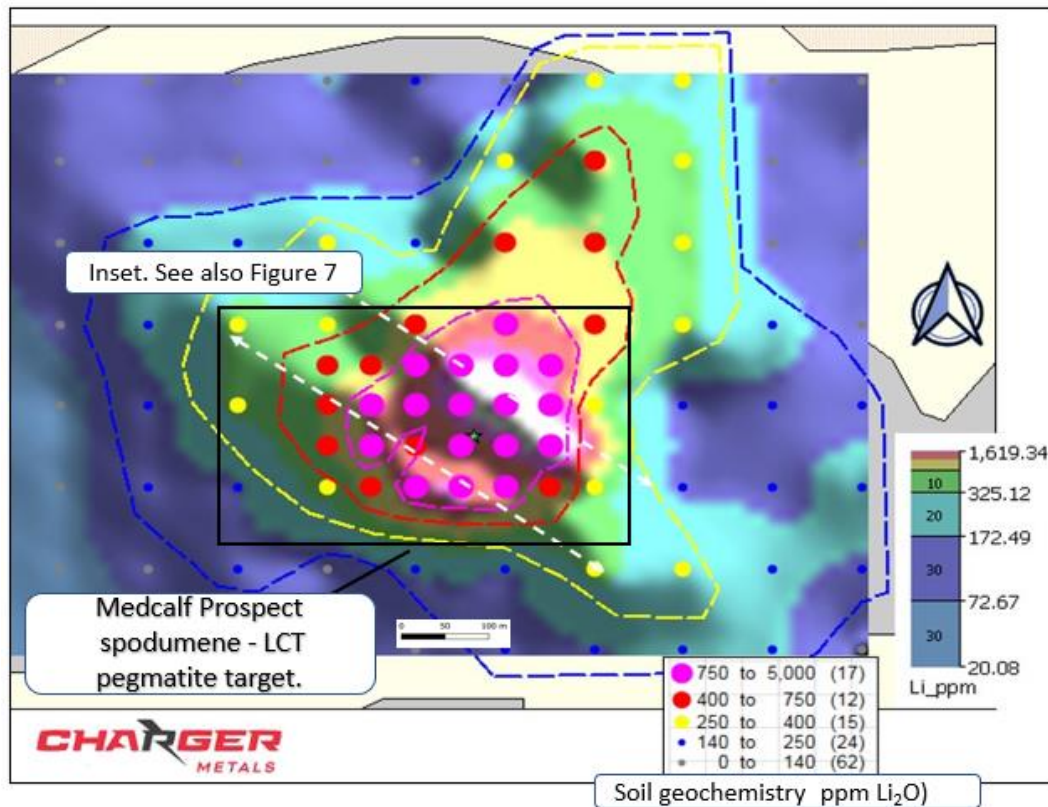 Inset. See also Figure 7
Medcalf Prospect
spodumene - LCT
pegmatite target.
0 50 100 m
1,619.34
10
325.12
20
172.49
30
72.67
30
20.08
Li_ppm
750 to 5,000 (17)
400 to 750 (12)
250 to 400 (15)
140 to 250 (24)
0 to 140 (62)
CHARGER
METALS
Soil geochemistry ppm Li₂O)